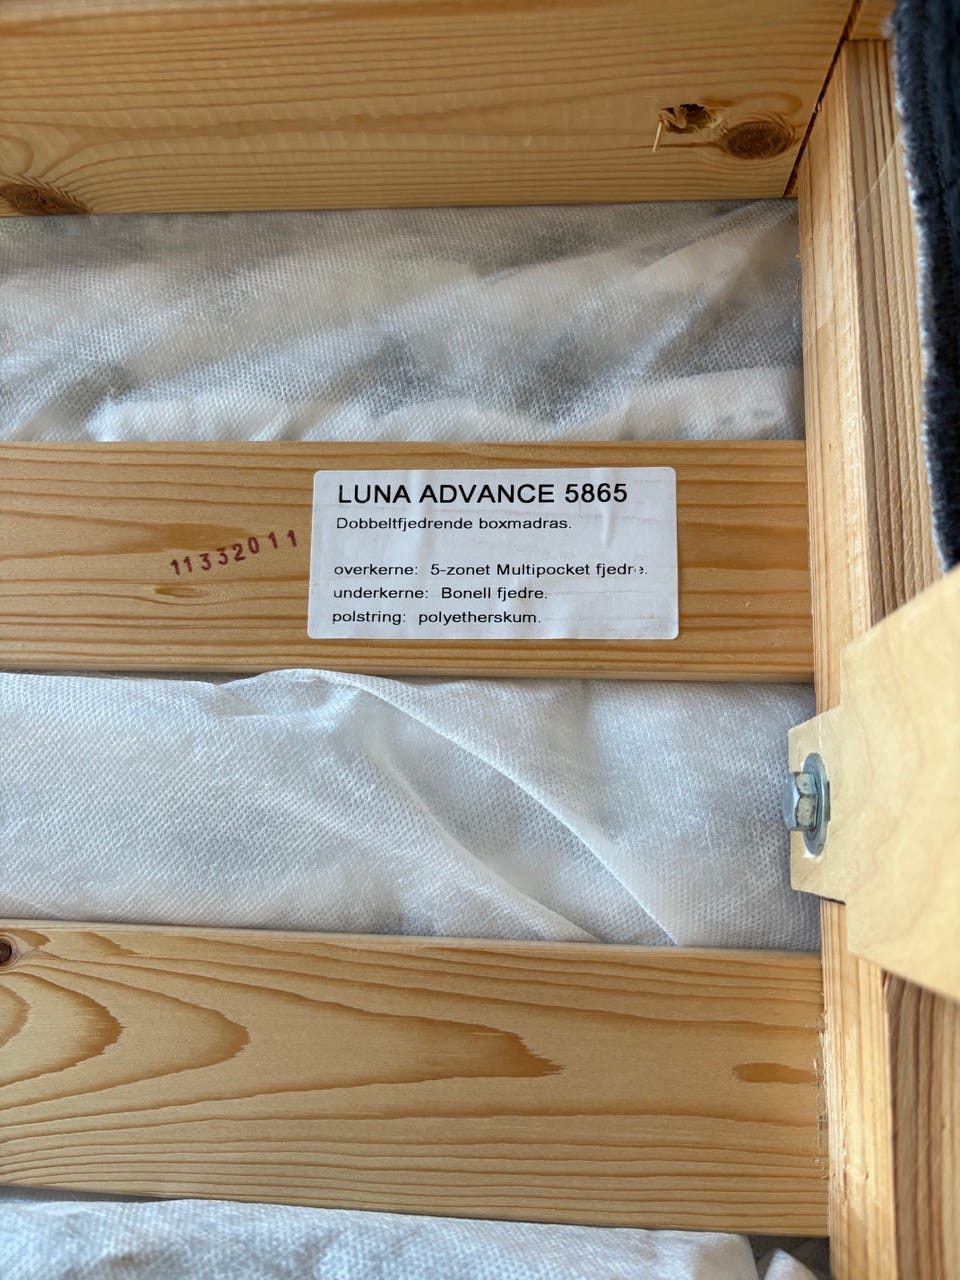 LUNA ADVANCE 5865
Dobbeltfjedrende boxmadras.
11332011
overkerne: 5-zonet Multipocket fjedre.
underkerne: Bonell fjedre.
polstring: polyetherskum.